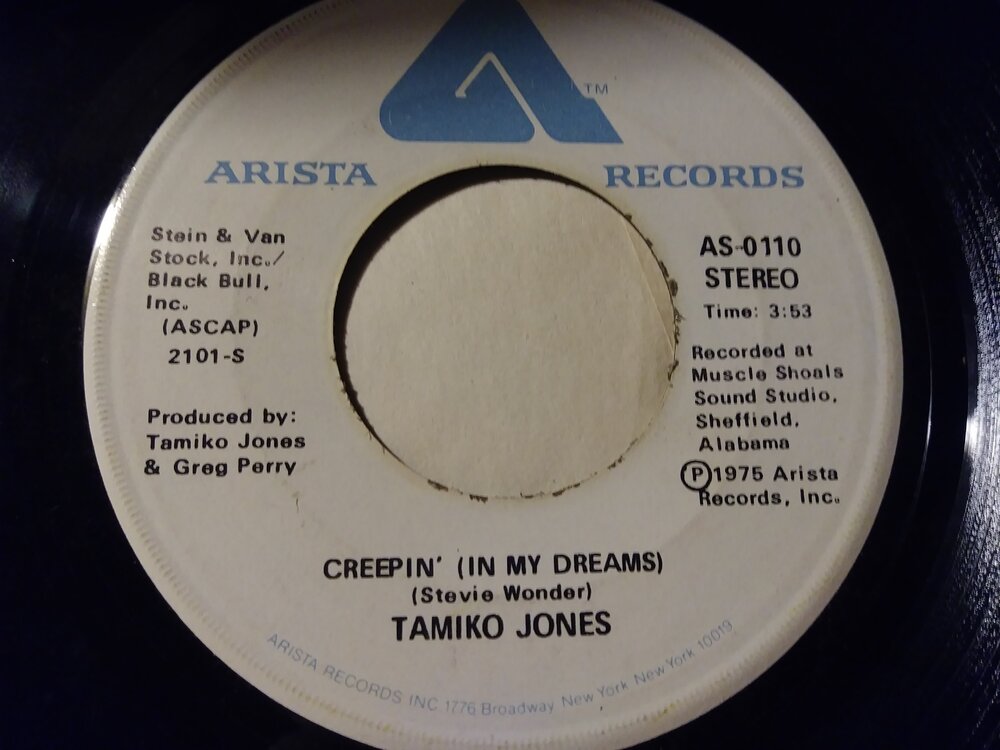 TM
ARISTA RECORDS
Stein & Van
Stock, Inc./
Black Bull,
Inc.
(ASCAP)
2101-S
Produced by:
Tamiko Jones
& Greg Perry
AS-0110
STEREO
Time: 3:53
Recorded at
Muscle Shoals
Sound Studio,
Sheffield,
Alabama
Ⓟ1975 Arista
Records, Inc.
CREEPIN' (IN MY DREAMS)
(Stevie Wonder)
TAMIKO JONES
ARISTA RECORDS INC 1776 Broadway New York New York 10019